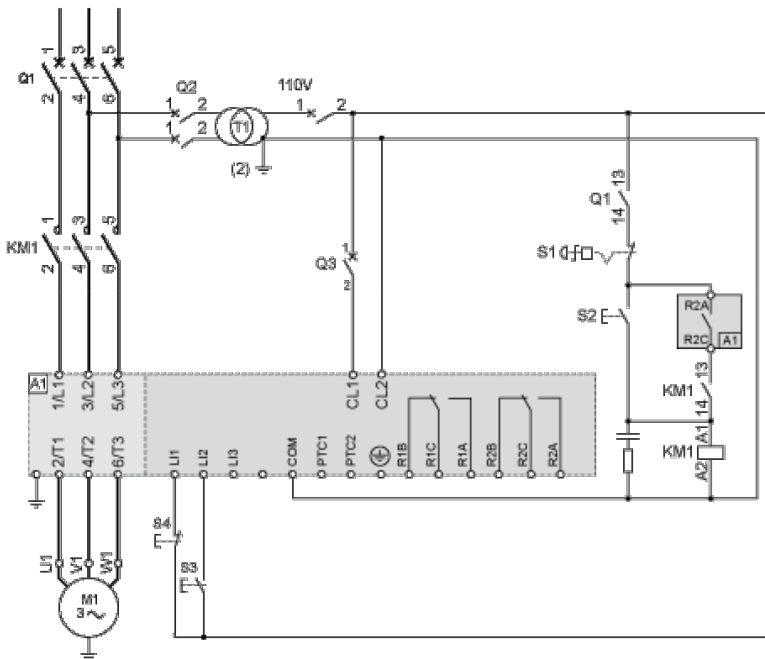 1 3 5
Q1
2 4 6
Q2
1 2
1 2
T1
(2)
110V
1 2
13
Q1
14
S1
1 3 5
KM1
2 4 6
1
Q3
2
S2
R2A
R2C A1
13
KM1
14
A1
KM1
A2
A1
1/L1 3/L2 5/L3
CL1 CL2
2/T1 4/T2 6/T3
LI1 LI2 LI3 COM PTC1 PTC2 R1B R1C R1A R2B R2C R2A
S4
S3
U1 V1 W1
M1
3